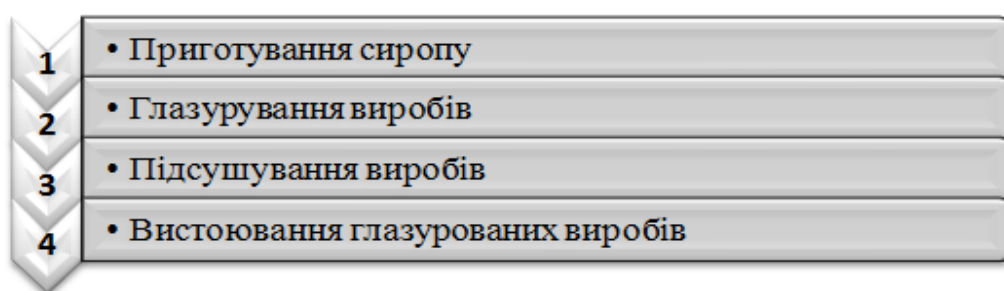 1 • Приготування сиропу
2 • Глазурування виробів
3 • Підсушування виробів
4 • Вистоювання глазурованих виробів